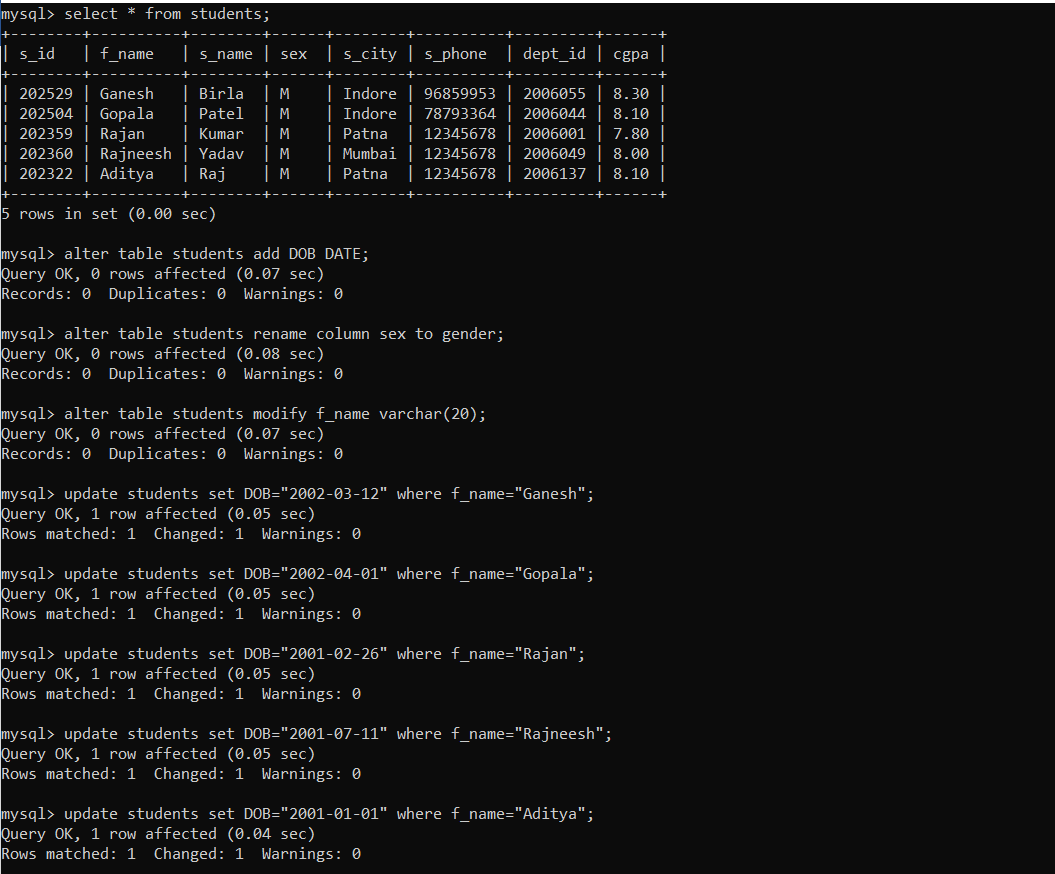 mysql> select * from students;
+--------+----------+--------+------+--------+----------+---------+------+
| s_id   | f_name   | s_name | sex  | s_city | s_phone  | dept_id | cgpa |
+--------+----------+--------+------+--------+----------+---------+------+
| 202529 | Ganesh   | Birla  | M    | Indore | 96859953 | 2006055 | 8.30 |
| 202504 | Gopala   | Patel  | M    | Indore | 78793364 | 2006044 | 8.10 |
| 202359 | Rajan    | Kumar  | M    | Patna  | 12345678 | 2006001 | 7.80 |
| 202360 | Rajneesh | Yadav  | M    | Mumbai | 12345678 | 2006049 | 8.00 |
| 202322 | Aditya   | Raj    | M    | Patna  | 12345678 | 2006137 | 8.10 |
+--------+----------+--------+------+--------+----------+---------+------+
5 rows in set (0.00 sec)

mysql> alter table students add DOB DATE;
Query OK, 0 rows affected (0.07 sec)
Records: 0  Duplicates: 0  Warnings: 0

mysql> alter table students rename column sex to gender;
Query OK, 0 rows affected (0.08 sec)
Records: 0  Duplicates: 0  Warnings: 0

mysql> alter table students modify f_name varchar(20);
Query OK, 0 rows affected (0.07 sec)
Records: 0  Duplicates: 0  Warnings: 0

mysql> update students set DOB="2002-03-12" where f_name="Ganesh";
Query OK, 1 row affected (0.05 sec)
Rows matched: 1  Changed: 1  Warnings: 0

mysql> update students set DOB="2002-04-01" where f_name="Gopala";
Query OK, 1 row affected (0.05 sec)
Rows matched: 1  Changed: 1  Warnings: 0

mysql> update students set DOB="2001-02-26" where f_name="Rajan";
Query OK, 1 row affected (0.05 sec)
Rows matched: 1  Changed: 1  Warnings: 0

mysql> update students set DOB="2001-07-11" where f_name="Rajneesh";
Query OK, 1 row affected (0.05 sec)
Rows matched: 1  Changed: 1  Warnings: 0

mysql> update students set DOB="2001-01-01" where f_name="Aditya";
Query OK, 1 row affected (0.04 sec)
Rows matched: 1  Changed: 1  Warnings: 0